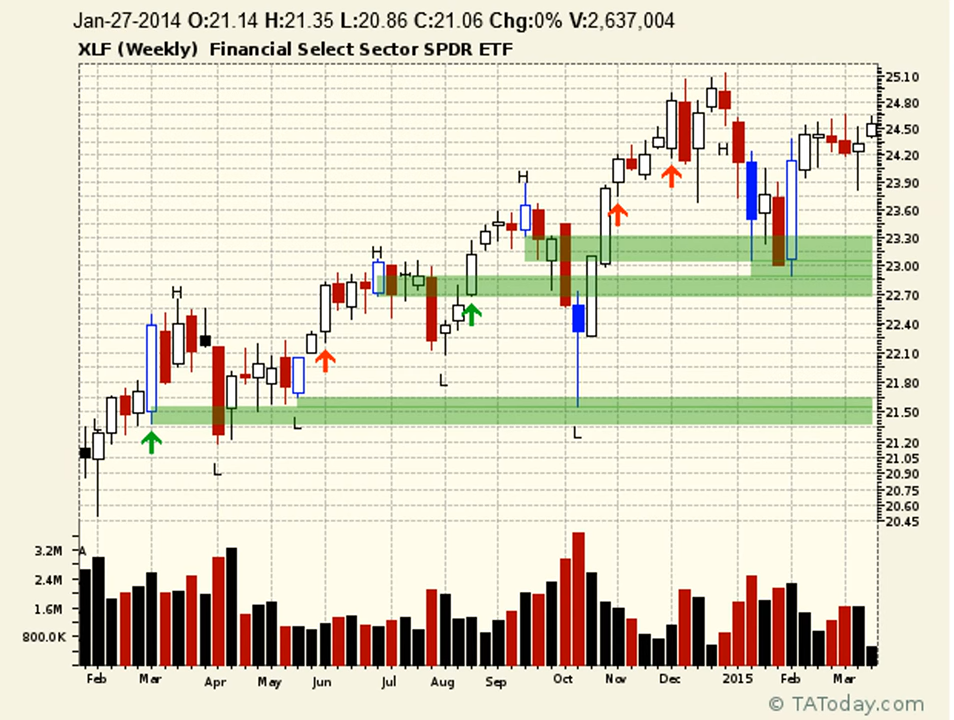 Jan-27-2014 O:21.14 H:21.35 L:20.86 C:21.06 Chg:0% V:2,637,004
XLF (Weekly) Financial Select Sector SPDR ETF
25.10
24.80
24.50
24.20
23.90
23.60
23.30
23.00
22.70
22.40
22.10
21.80
21.50
21.20
21.05
20.90
20.75
20.60
20.45
H
H
H
H
L
L
L
L
L
A
3.2M
2.4M
1.6M
800.0K
Feb Mar Apr May Jun Jul Aug Sep Oct Nov Dec 2015 Feb Mar
© TAToday.com